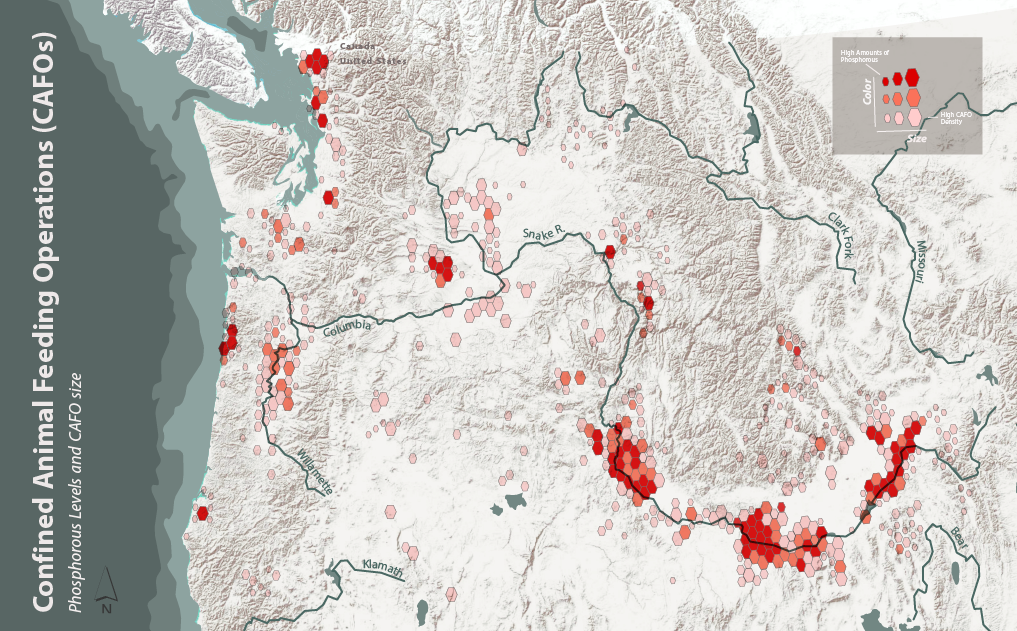 Confined Animal Feeding Operations (CAFOs)
Phosphorous Levels and CAFO size
N
Canada
United States
High Amounts of
Phosphorous
Color
High CAFO
Density
Size
Snake R.
Columbia
Willamette
Klamath
Clark Fork
Missouri
Bear